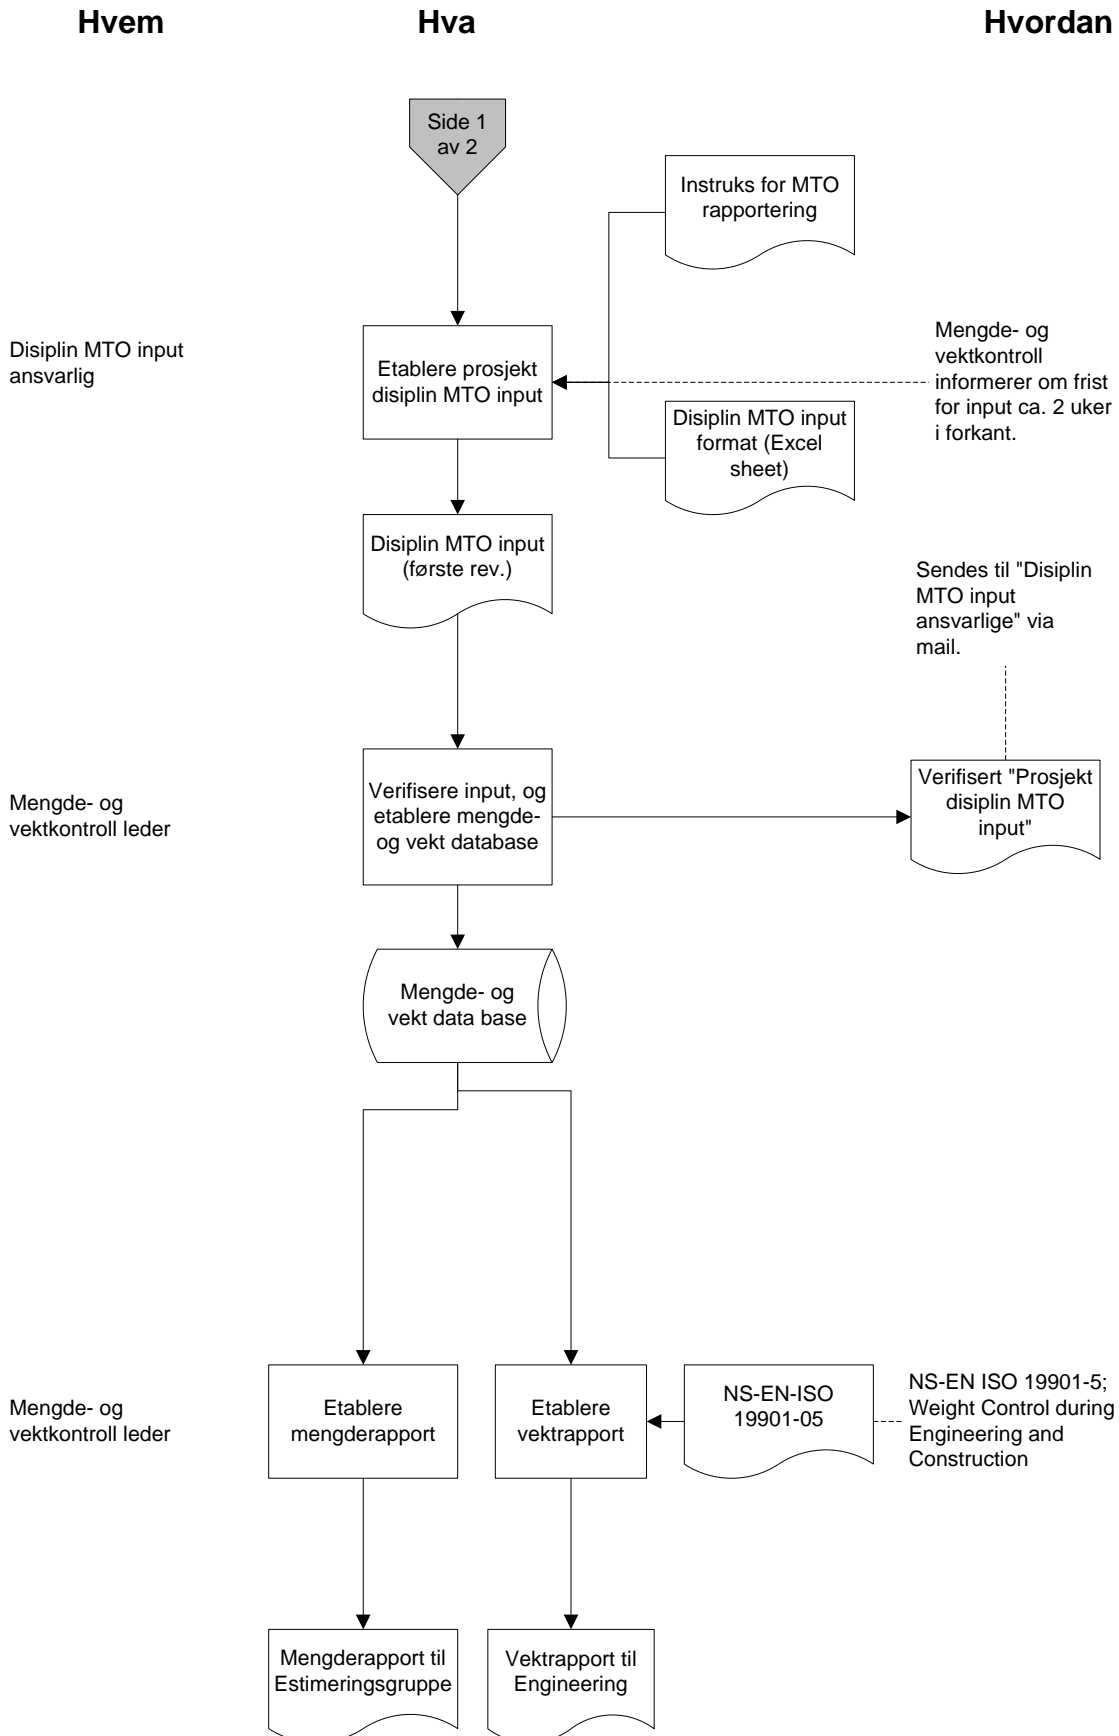 Hvem
Hva
Hvordan
Side 1
av 2
Instruks for MTO
rapportering
Disiplin MTO input
ansvarlig
Etablere prosjekt
disiplin MTO input
Mengde- og
vektkontroll
informerer om frist
for input ca. 2 uker
i forkant.
Disiplin MTO input
format (Excel
sheet)
Disiplin MTO input
(første rev.)
Sendes til "Disiplin
MTO input
ansvarlige" via
mail.
Mengde- og
vektkontroll leder
Verifisere input, og
etablere mengde-
og vekt database
Verifisert "Prosjekt
disiplin MTO
input"
Mengde- og
vekt data base
Mengde- og
vektkontroll leder
Etablere
mengderapport
Etablere
vektrapport
NS-EN-ISO
19901-05
NS-EN ISO 19901-5;
Weight Control during
Engineering and
Construction
Mengderapport til
Estimeringsgruppe
Vektrapport til
Engineering